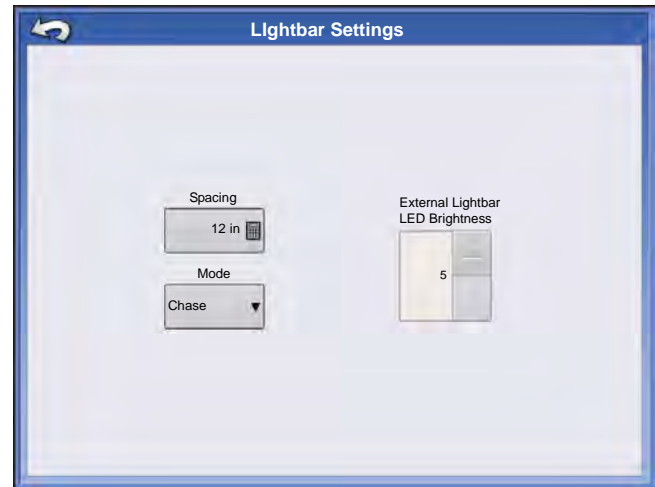 LIghtbar Settings
Spacing
12 in
Mode
Chase
External Lightbar
LED Brightness
5